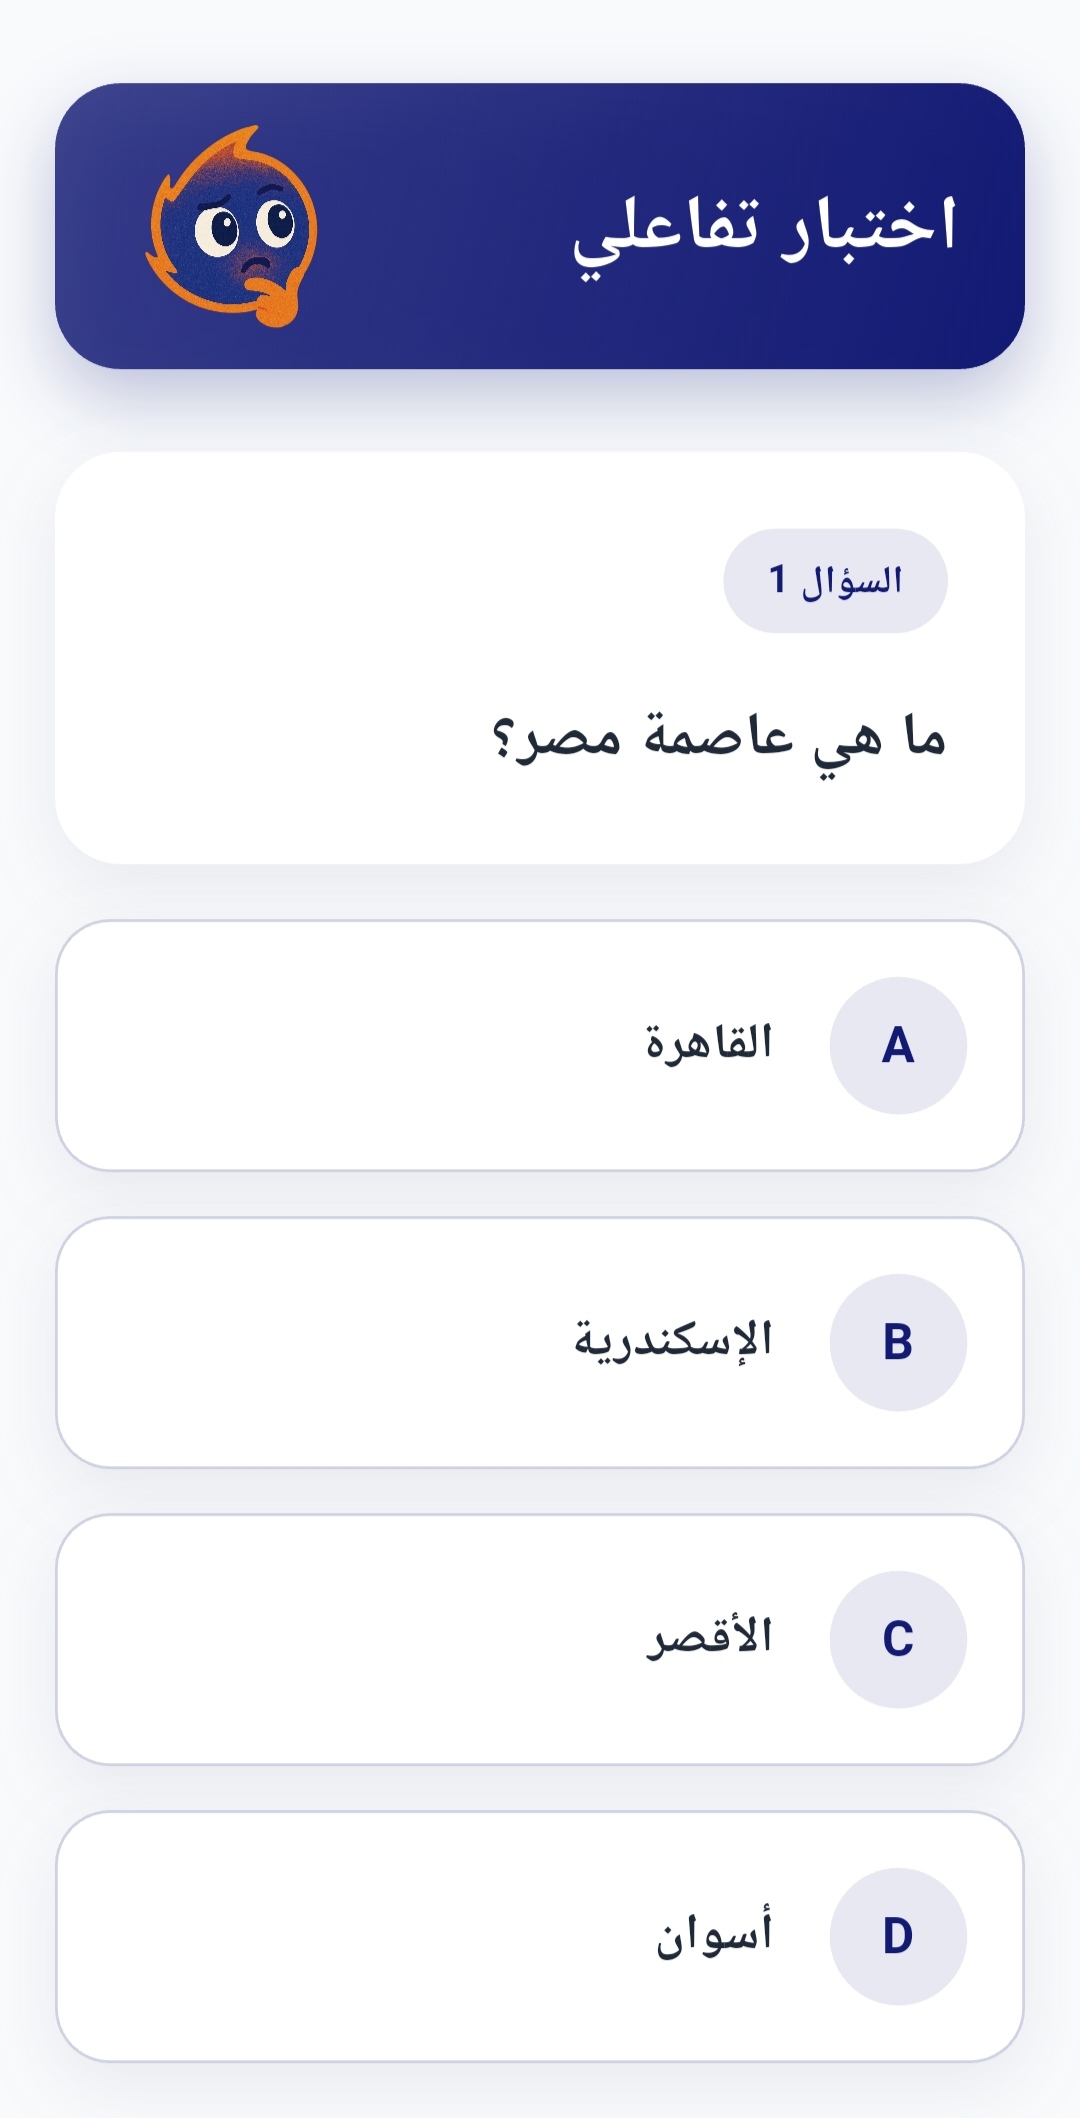 اختبار تفاعلي
السؤال 1
ما هي عاصمة مصر؟
A القاهرة
B الإسكندرية
C الأقصر
D أسوان